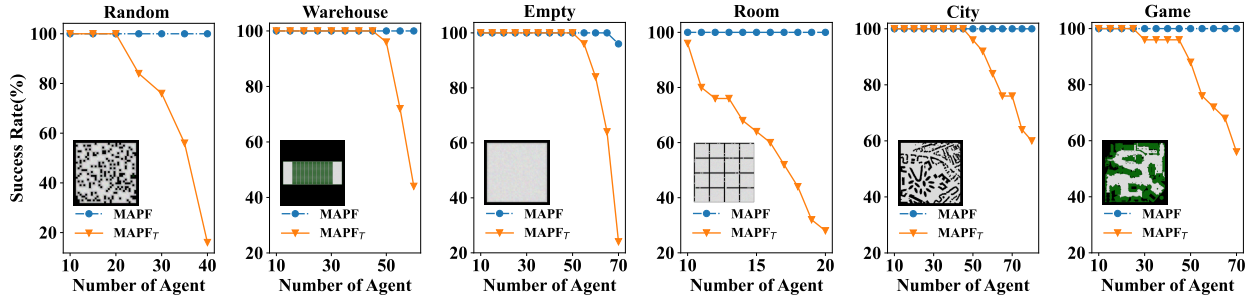 Random
Success Rate(%)
100
80
60
40
20
MAPF
MAPF_T
10 20 30 40
Number of Agent
Warehouse
100
80
60
40
20
MAPF
MAPF_T
10 30 50
Number of Agent
Empty
100
80
60
40
20
MAPF
MAPF_T
10 30 50 70
Number of Agent
Room
100
80
60
40
20
MAPF
MAPF_T
10 15 20
Number of Agent
City
100
80
60
40
20
MAPF
MAPF_T
10 30 50 70
Number of Agent
Game
100
80
60
40
20
MAPF
MAPF_T
10 30 50 70
Number of Agent